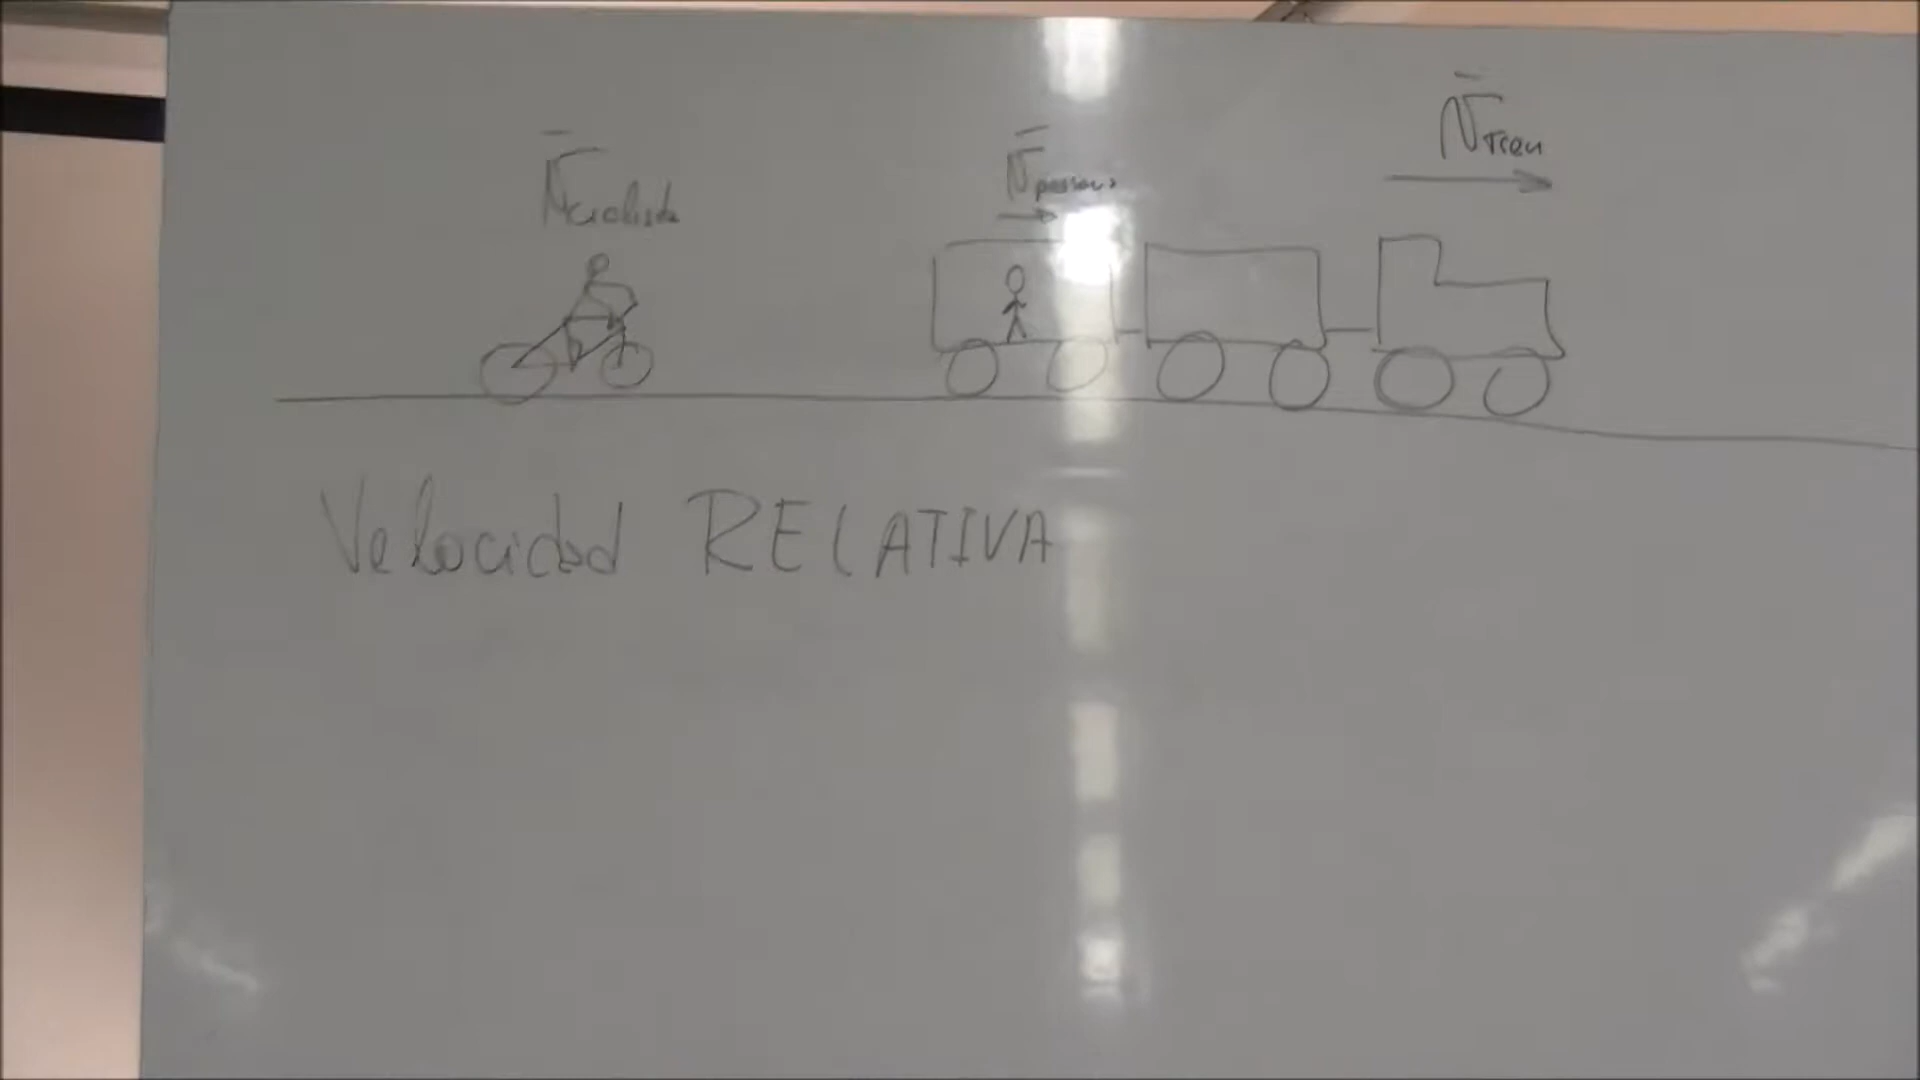 V̅ciclista
V̅persona
V̅Tren
Velocidad RELATIVA